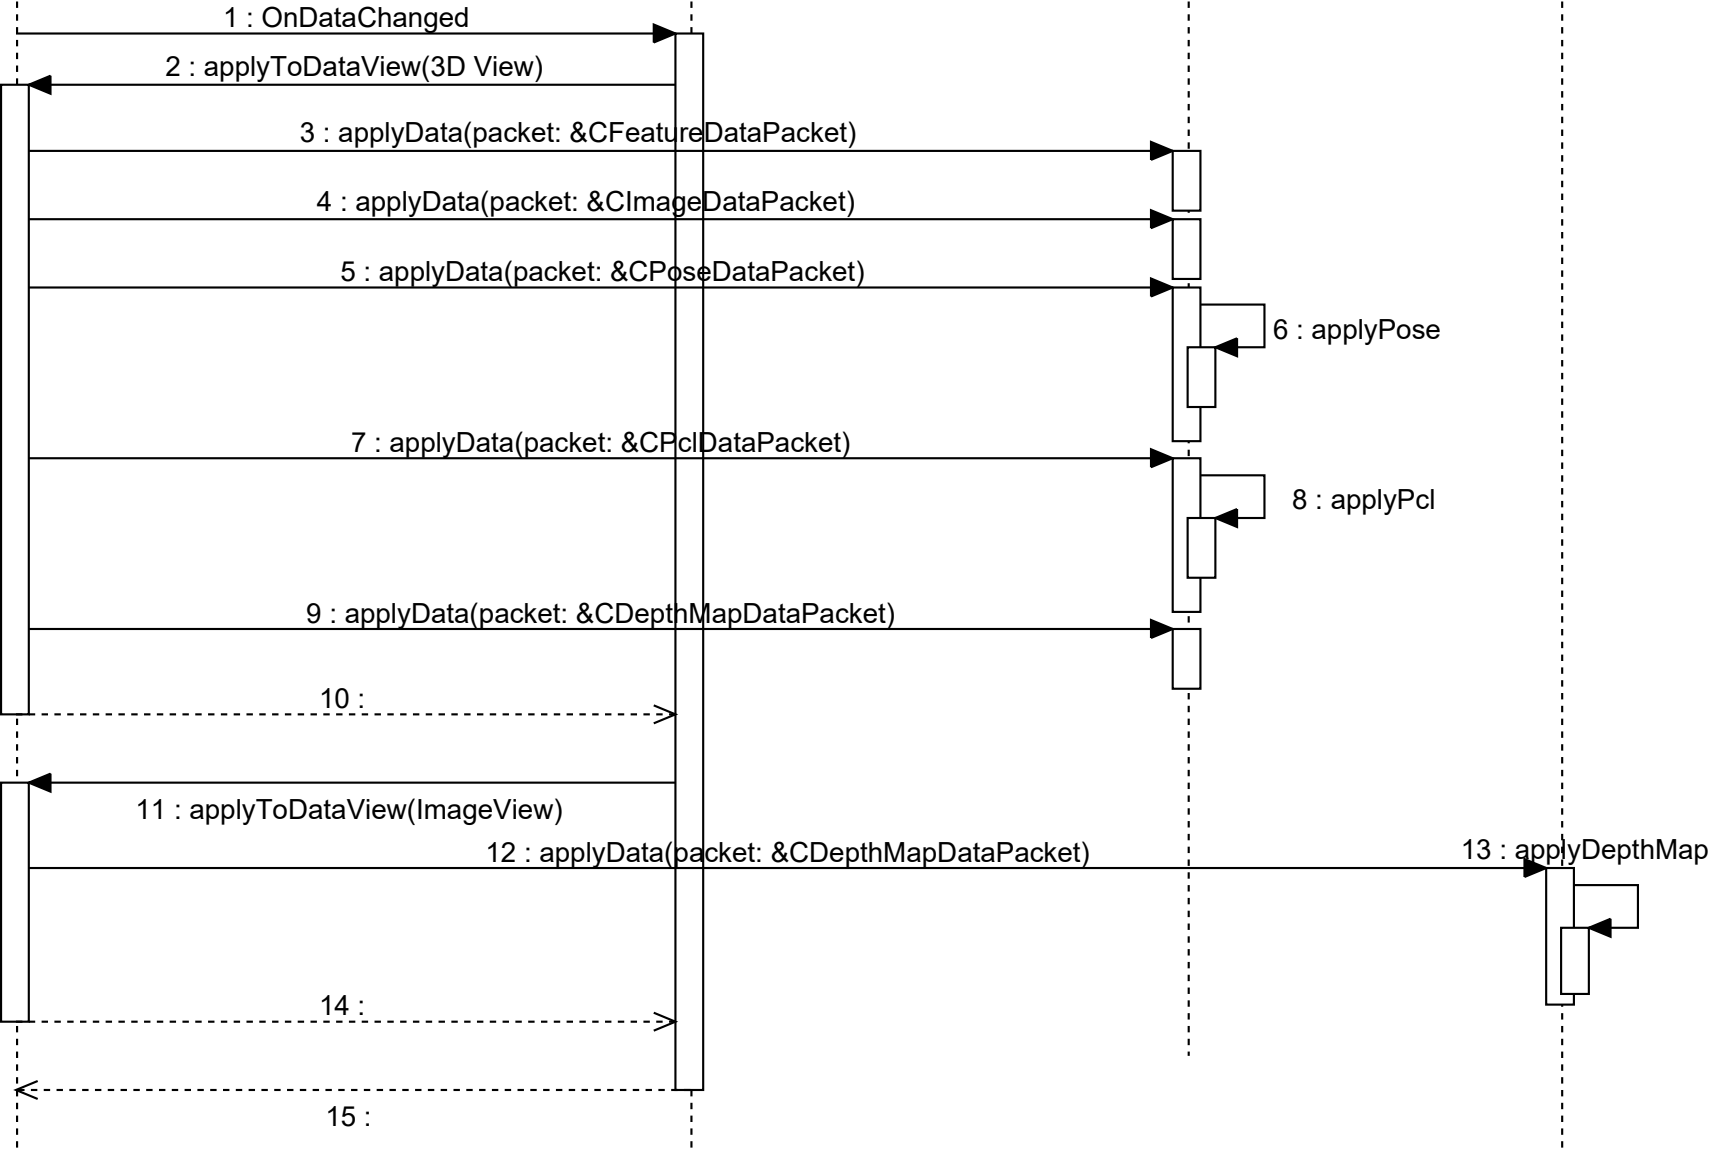 1 : OnDataChanged
2 : applyToDataView(3D View)
3 : applyData(packet: &CFeatureDataPacket)
4 : applyData(packet: &CImageDataPacket)
5 : applyData(packet: &CPoseDataPacket)
6 : applyPose
7 : applyData(packet: &CPclDataPacket)
8 : applyPcl
9 : applyData(packet: &CDepthMapDataPacket)
10 :
11 : applyToDataView(ImageView)
12 : applyData(packet: &CDepthMapDataPacket)
13 : applyDepthMap
14 :
15 :